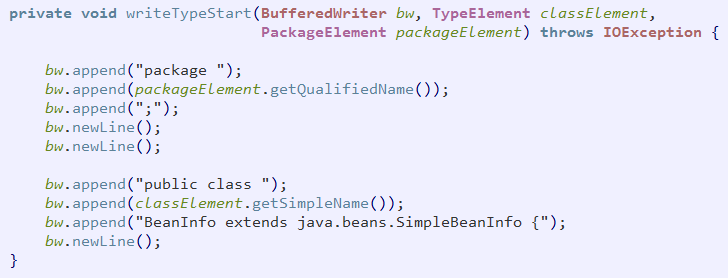 private void writeTypeStart(BufferedWriter bw, TypeElement classElement,
                            PackageElement packageElement) throws IOException {

    bw.append("package ");
    bw.append(packageElement.getQualifiedName());
    bw.append(";");
    bw.newLine();
    bw.newLine();

    bw.append("public class ");
    bw.append(classElement.getSimpleName());
    bw.append("BeanInfo extends java.beans.SimpleBeanInfo {");
    bw.newLine();
}